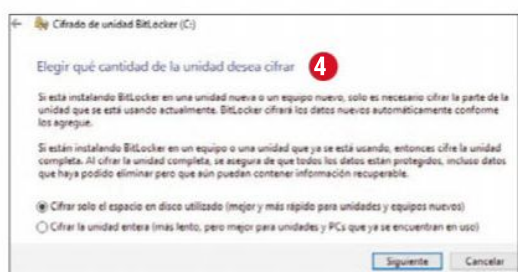 Cifrado de unidad BitLocker (C:)
Elegir qué cantidad de la unidad desea cifrar 4
Si está instalando BitLocker en una unidad nueva o un equipo nuevo, solo es necesario cifrar la parte de la
unidad que se está usando actualmente. BitLocker cifrará los datos nuevos automáticamente conforme
los agregue.
Si están instalando BitLocker en un equipo o una unidad que ya se está usando, entonces cifre la unidad
completa. Al cifrar la unidad completa, se asegura de que todos los datos están protegidos, incluso datos
que haya podido eliminar pero que aún puedan contener información recuperable.
Cifrar solo el espacio en disco utilizado (mejor y más rápido para unidades y equipos nuevos)
Cifrar la unidad entera (más lento, pero mejor para unidades y PCs que ya se encuentran en uso)
Siguiente Cancelar